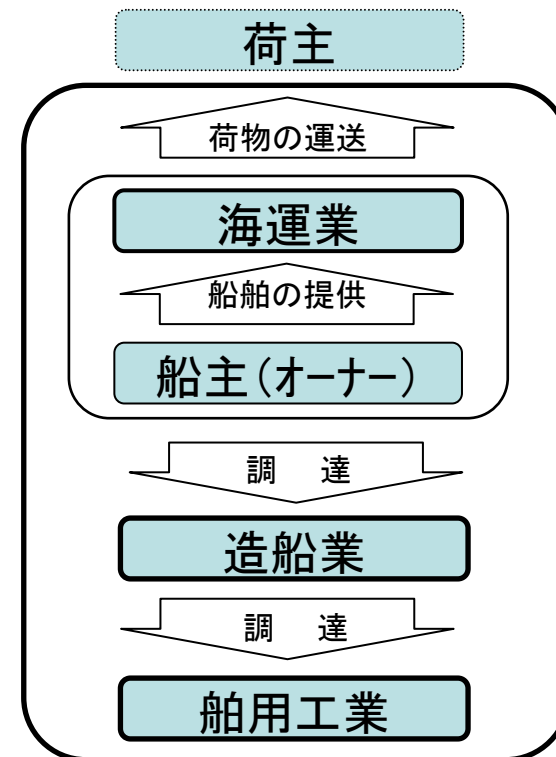 荷主
荷物の運送
海運業
船舶の提供
船主(オーナー)
調　達
造船業
調　達
舶用工業